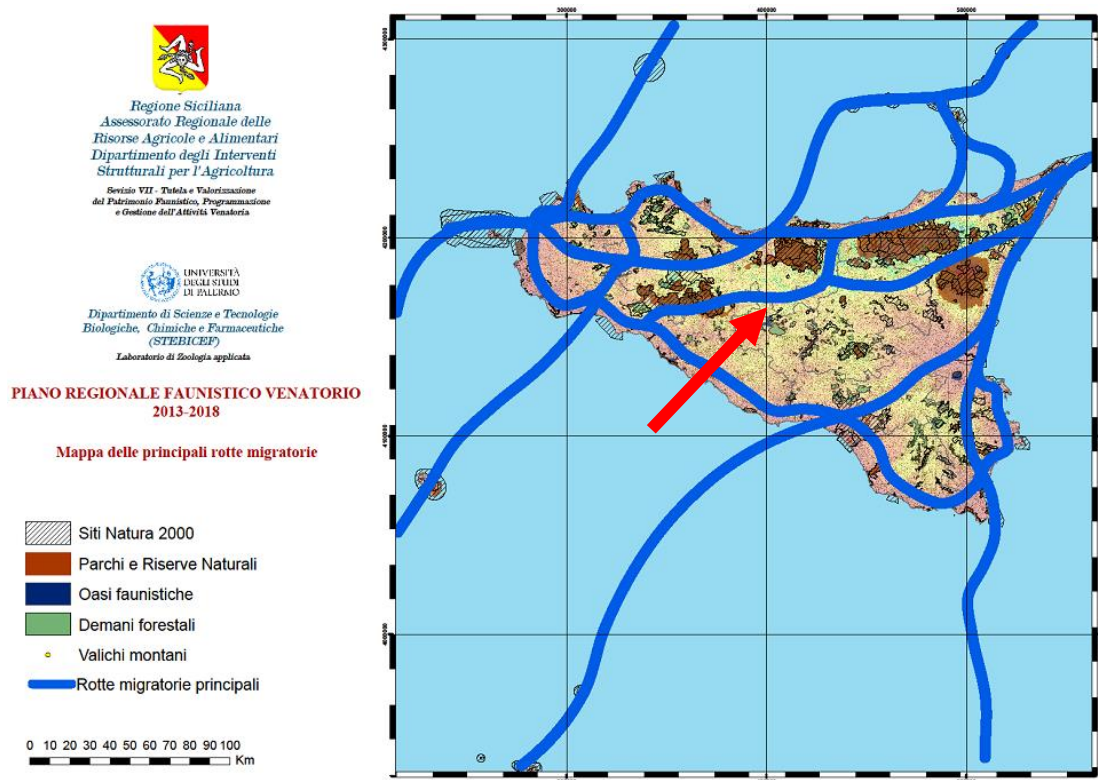 Regione Siciliana
Assessorato Regionale delle
Risorse Agricole e Alimentari
Dipartimento degli Interventi
Strutturali per l'Agricoltura
Sevizio VII - Tutela e Valorizzazione
del Patrimonio Faunistico, Programmazione
e Gestione dell'Attività Venatoria
UNIVERSITÀ
DEGLI STUDI
DI PALERMO
Dipartimento di Scienze e Tecnologie
Biologiche, Chimiche e Farmaceutiche
(STEBICEF)
Laboratorio di Zoologia applicata
PIANO REGIONALE FAUNISTICO VENATORIO
2013-2018
Mappa delle principali rotte migratorie
Siti Natura 2000
Parchi e Riserve Naturali
Oasi faunistiche
Demani forestali
Valichi montani
Rotte migratorie principali
0 10 20 30 40 50 60 70 80 90 100
Km
300000 400000 500000
4300000
4200000
4100000